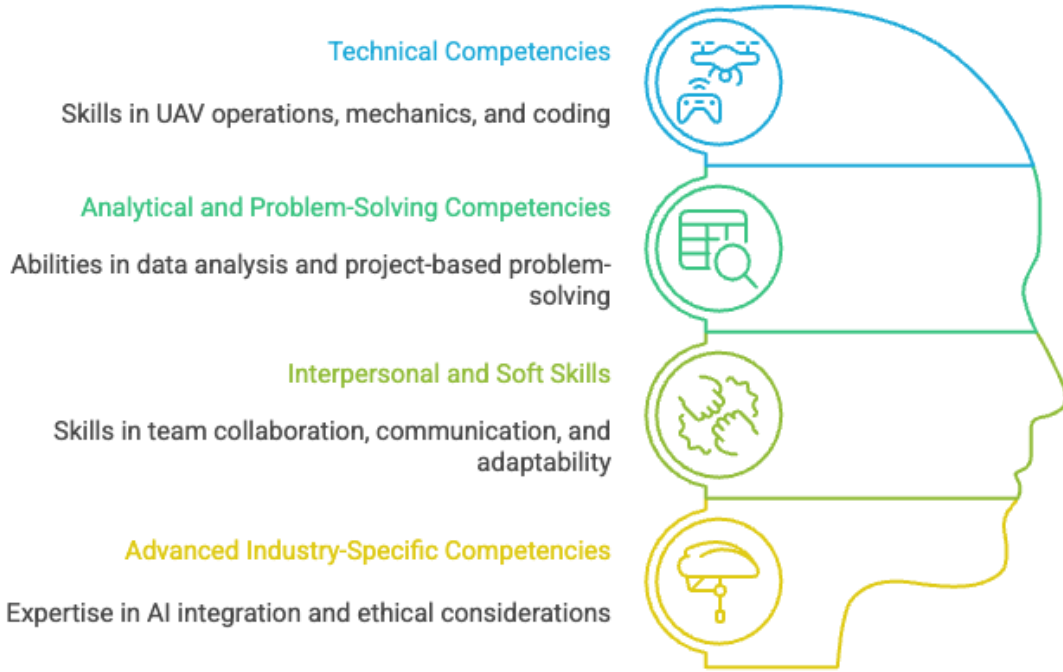 Technical Competencies
Skills in UAV operations, mechanics, and coding
Analytical and Problem-Solving Competencies
Abilities in data analysis and project-based problem-
solving
Interpersonal and Soft Skills
Skills in team collaboration, communication, and
adaptability
Advanced Industry-Specific Competencies
Expertise in AI integration and ethical considerations